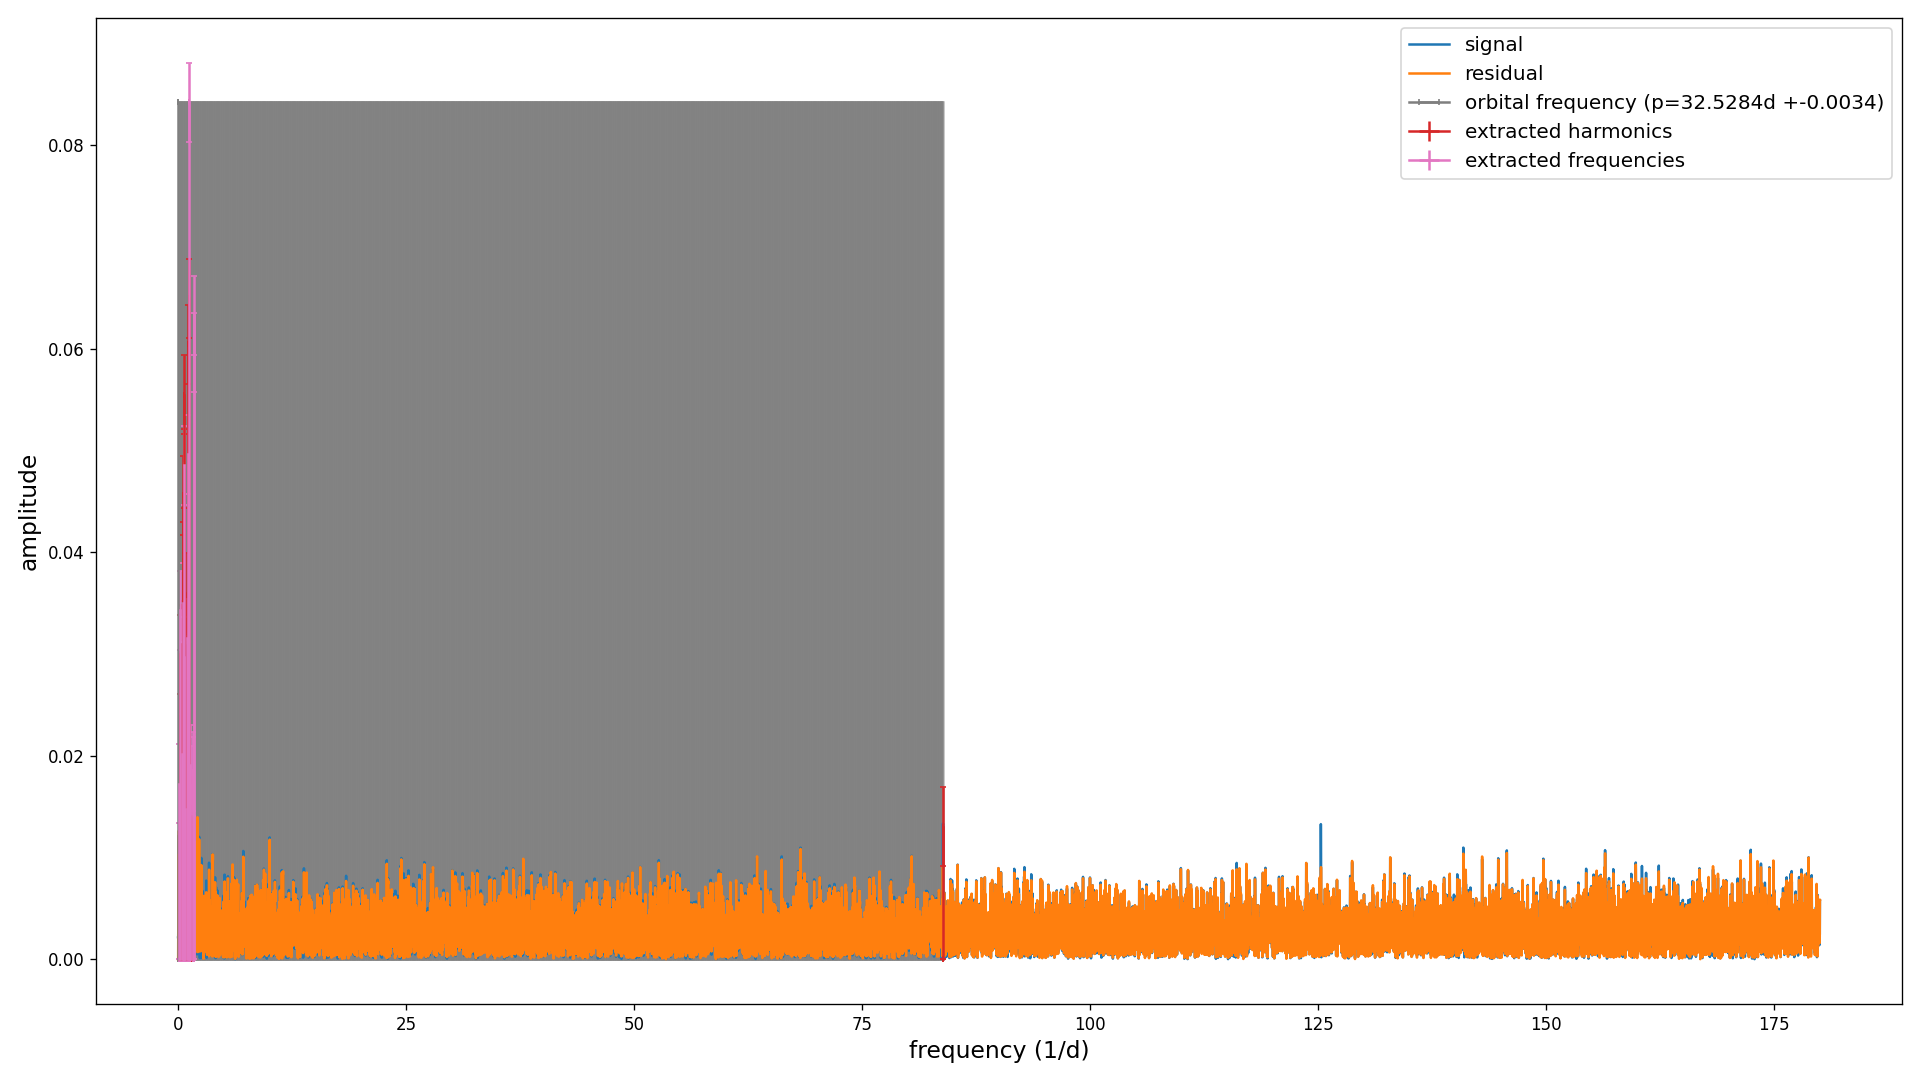 signal
residual
orbital frequency (p=32.5284d +-0.0034)
extracted harmonics
extracted frequencies
0.08
0.06
0.04
0.02
0.00
amplitude
0 25 50 75 100 125 150 175
frequency (1/d)